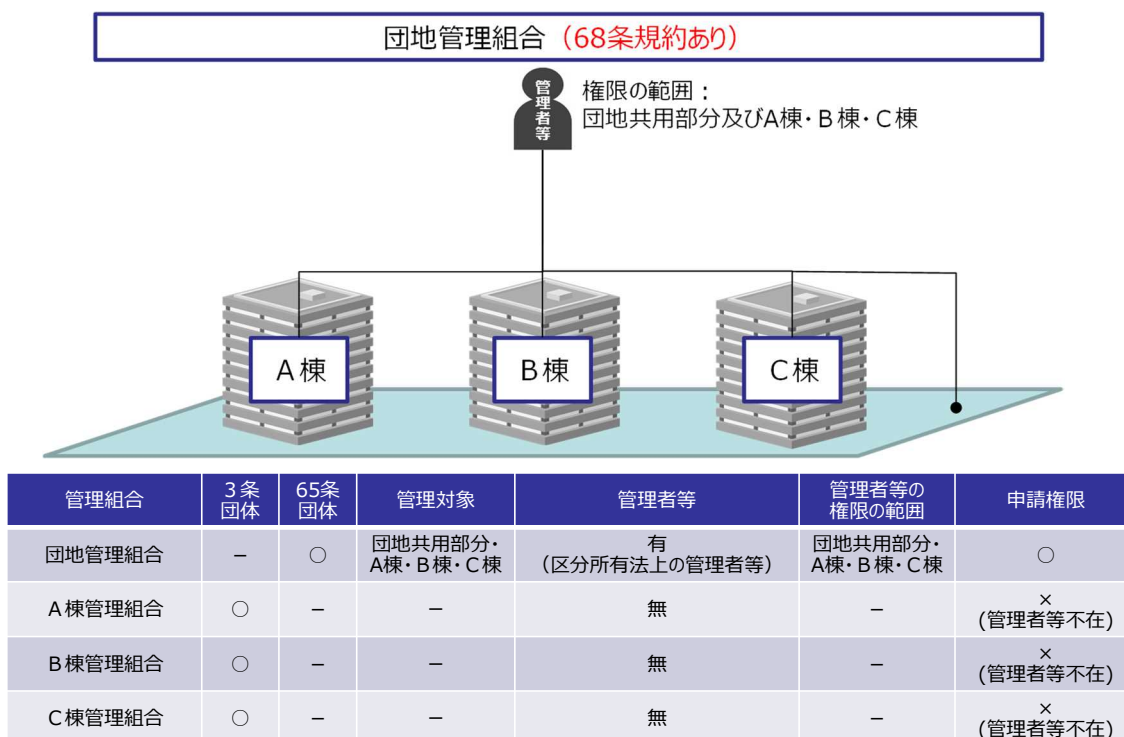 団地管理組合（68条規約あり）
管理者等
権限の範囲：
団地共用部分及びA棟・B棟・C棟
A棟
B棟
C棟
管理組合 3条団体 65条団体 管理対象 管理者等 管理者等の権限の範囲 申請権限
団地管理組合 － ○ 団地共用部分・A棟・B棟・C棟 有（区分所有法上の管理者等） 団地共用部分・A棟・B棟・C棟 ○
A棟管理組合 ○ － － 無 － ×(管理者等不在)
B棟管理組合 ○ － － 無 － ×(管理者等不在)
C棟管理組合 ○ － － 無 － ×(管理者等不在)